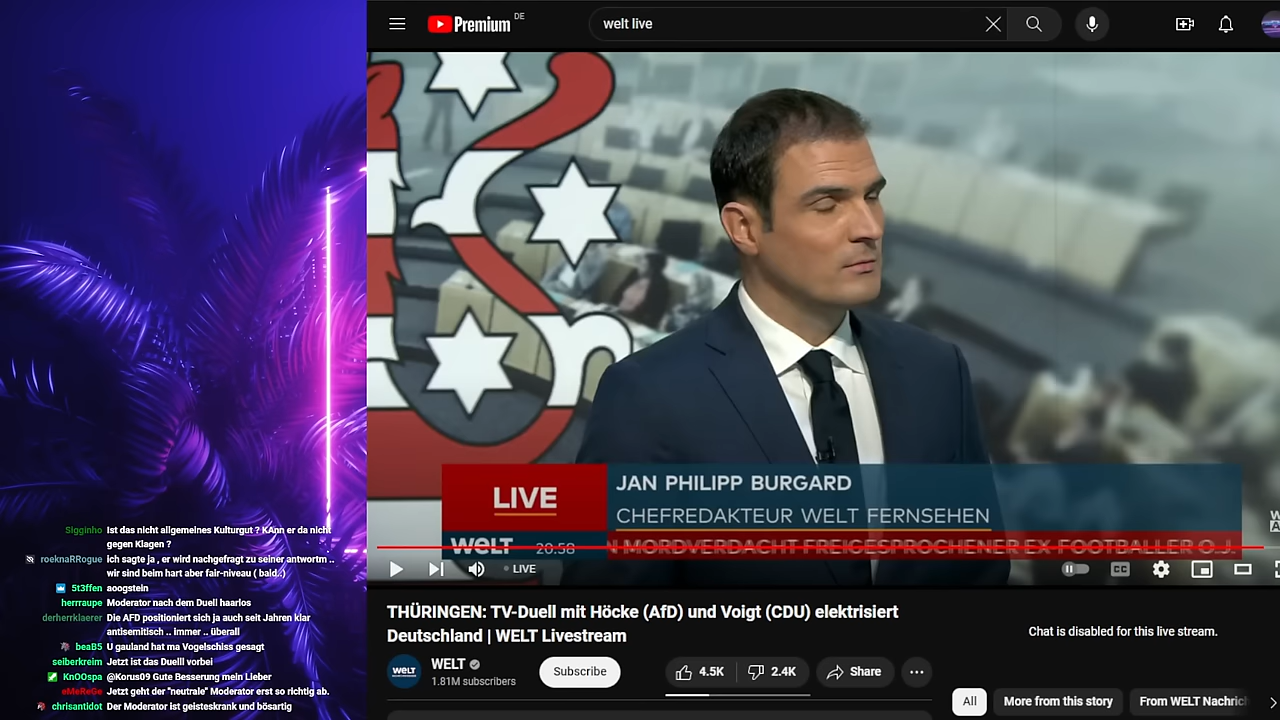 Premium DE
welt live
LIVE
JAN PHILIPP BURGARD
CHEFREDAKTEUR WELT FERNSEHEN
WELT 20:58 N MORDVERDACHT FREIGESPROCHENER EX-FOOTBALLER O.J.
LIVE
CC
THÜRINGEN: TV-Duell mit Höcke (AfD) und Voigt (CDU) elektrisiert
Deutschland | WELT Livestream
Chat is disabled for this live stream.
welt
WELT
1.81M subscribers
Subscribe
4.5K
2.4K
Share
All
More from this story
From WELT Nachrich
Sigginho Ist das nicht allgemeines Kulturgut ? KAnn er da nicht
gegen Klagen ?
roeknaRRogue ich sagte ja , er wird nachgefragt zu seiner antwortm ..
wir sind beim hart aber fair-niveau ( bald..)
5t3ffen aoogstein
herrraupe Moderator nach dem Duell haarlos
derherrklaerer Die AFD positioniert sich ja auch seit Jahren klar
antisemitisch .. immer .. überall
beaB5 U gauland hat ma Vogelschiss gesagt
seiberkreim Jetzt ist das Duelll vorbei
KnOOspa @Korus09 Gute Besserung mein Lieber
eMeReGe Jetzt geht der "neutrale" Moderator erst so richtig ab.
chrisantidot Der Moderator ist geisteskrank und bösartig